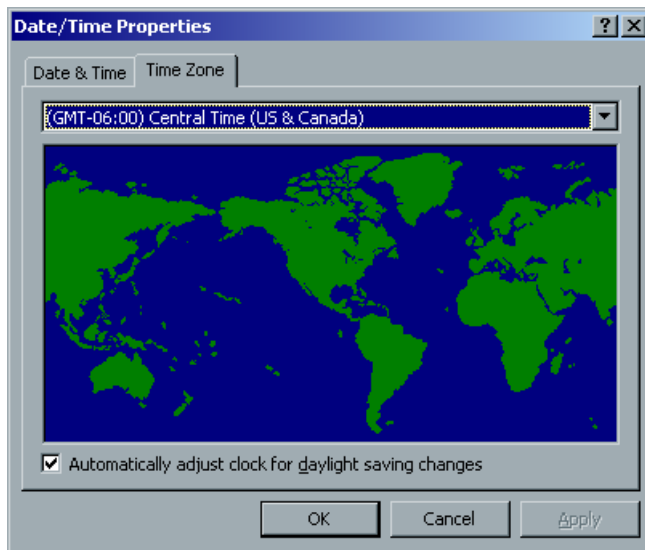 Date/Time Properties
Date & Time
Time Zone
(GMT-06:00) Central Time (US & Canada)
Automatically adjust clock for daylight saving changes
OK
Cancel
Apply